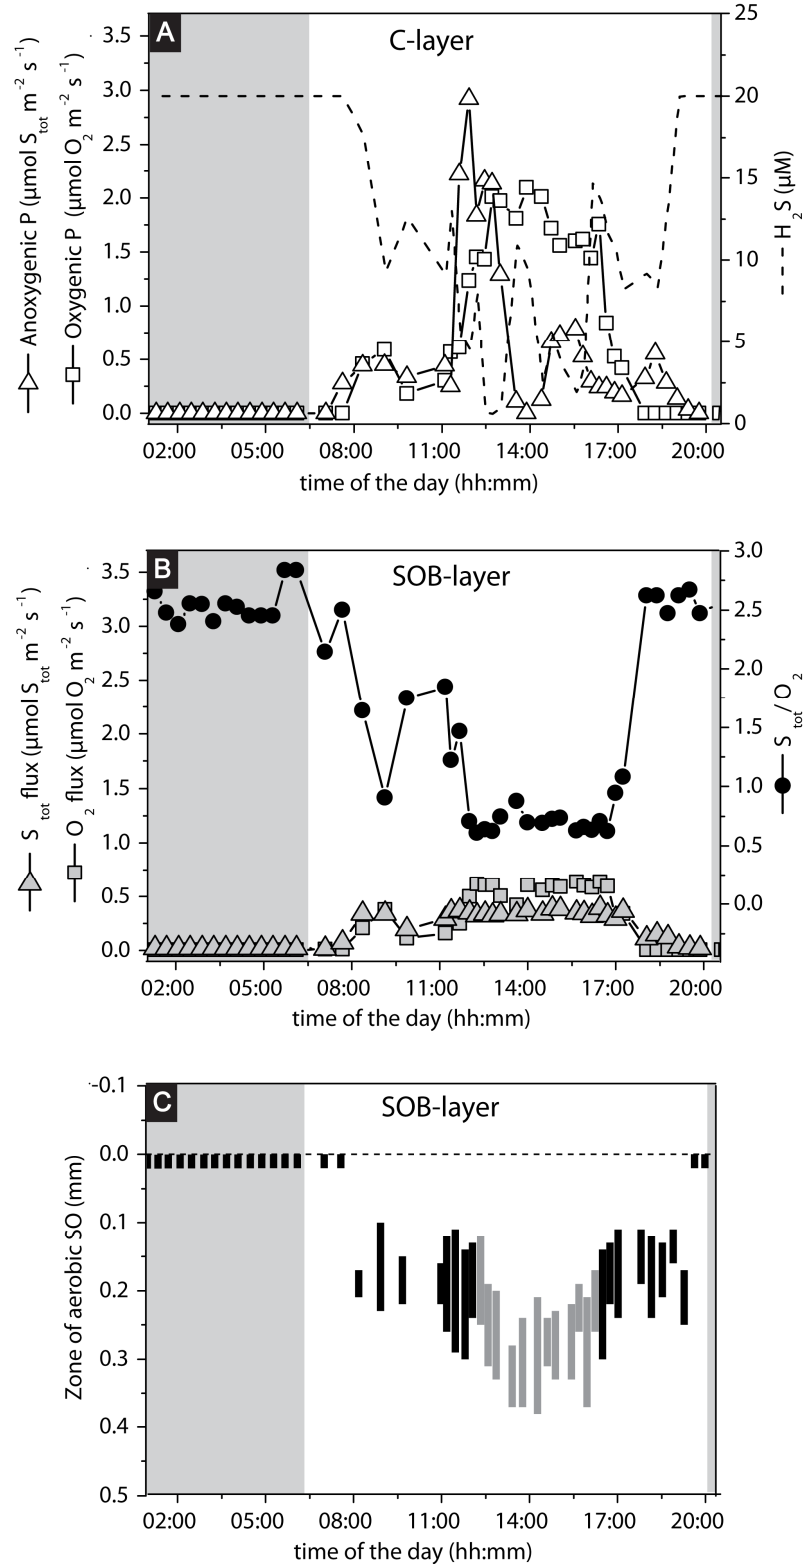 A
C-layer
Anoxygenic P (μmol Stot m-2 s-1)
Oxygenic P (μmol O2 m-2 s-1)
3.5
3.0
2.5
2.0
1.5
1.0
0.5
0.0
25
20
15
10
5
0
H2S (μM)
02:00 05:00 08:00 11:00 14:00 17:00 20:00
time of the day (hh:mm)
B
SOB-layer
Stot flux (μmol Stot m-2 s-1)
O2 flux (μmol O2 m-2 s-1)
3.5
3.0
2.5
2.0
1.5
1.0
0.5
0.0
3.0
2.5
2.0
1.5
1.0
0.5
0.0
Stot/O2
02:00 05:00 08:00 11:00 14:00 17:00 20:00
time of the day (hh:mm)
C
SOB-layer
Zone of aerobic SO (mm)
-0.1
0.0
0.1
0.2
0.3
0.4
0.5
02:00 05:00 08:00 11:00 14:00 17:00 20:00
time of the day (hh:mm)